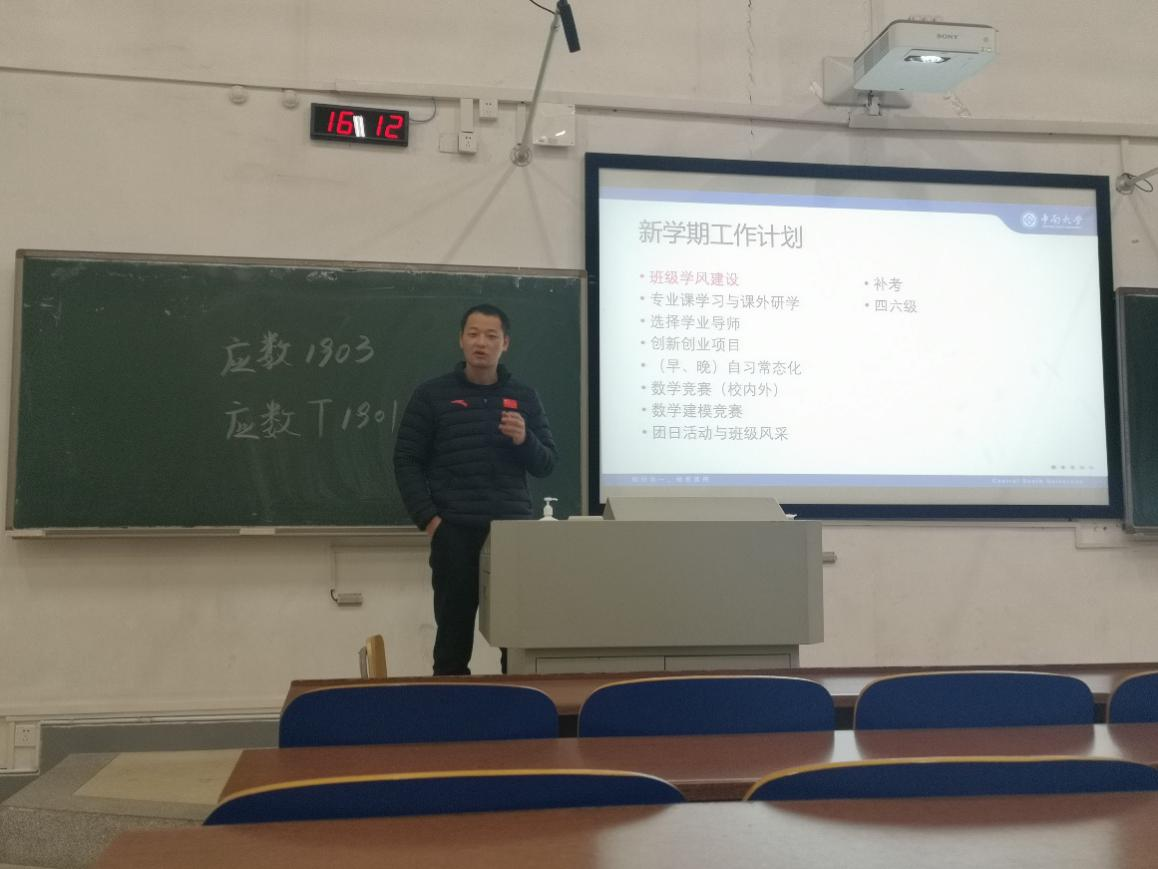 SONY
16 12
中南大学
新学期工作计划
• 班级学风建设
• 专业课学习与课外研学
• 选择学业导师
• 创新创业项目
• （早、晚）自习常态化
• 数学竞赛（校内外）
• 数学建模竞赛
• 团日活动与班级风采
• 补考
• 四六级
Central South University
应数1903
应数T1901